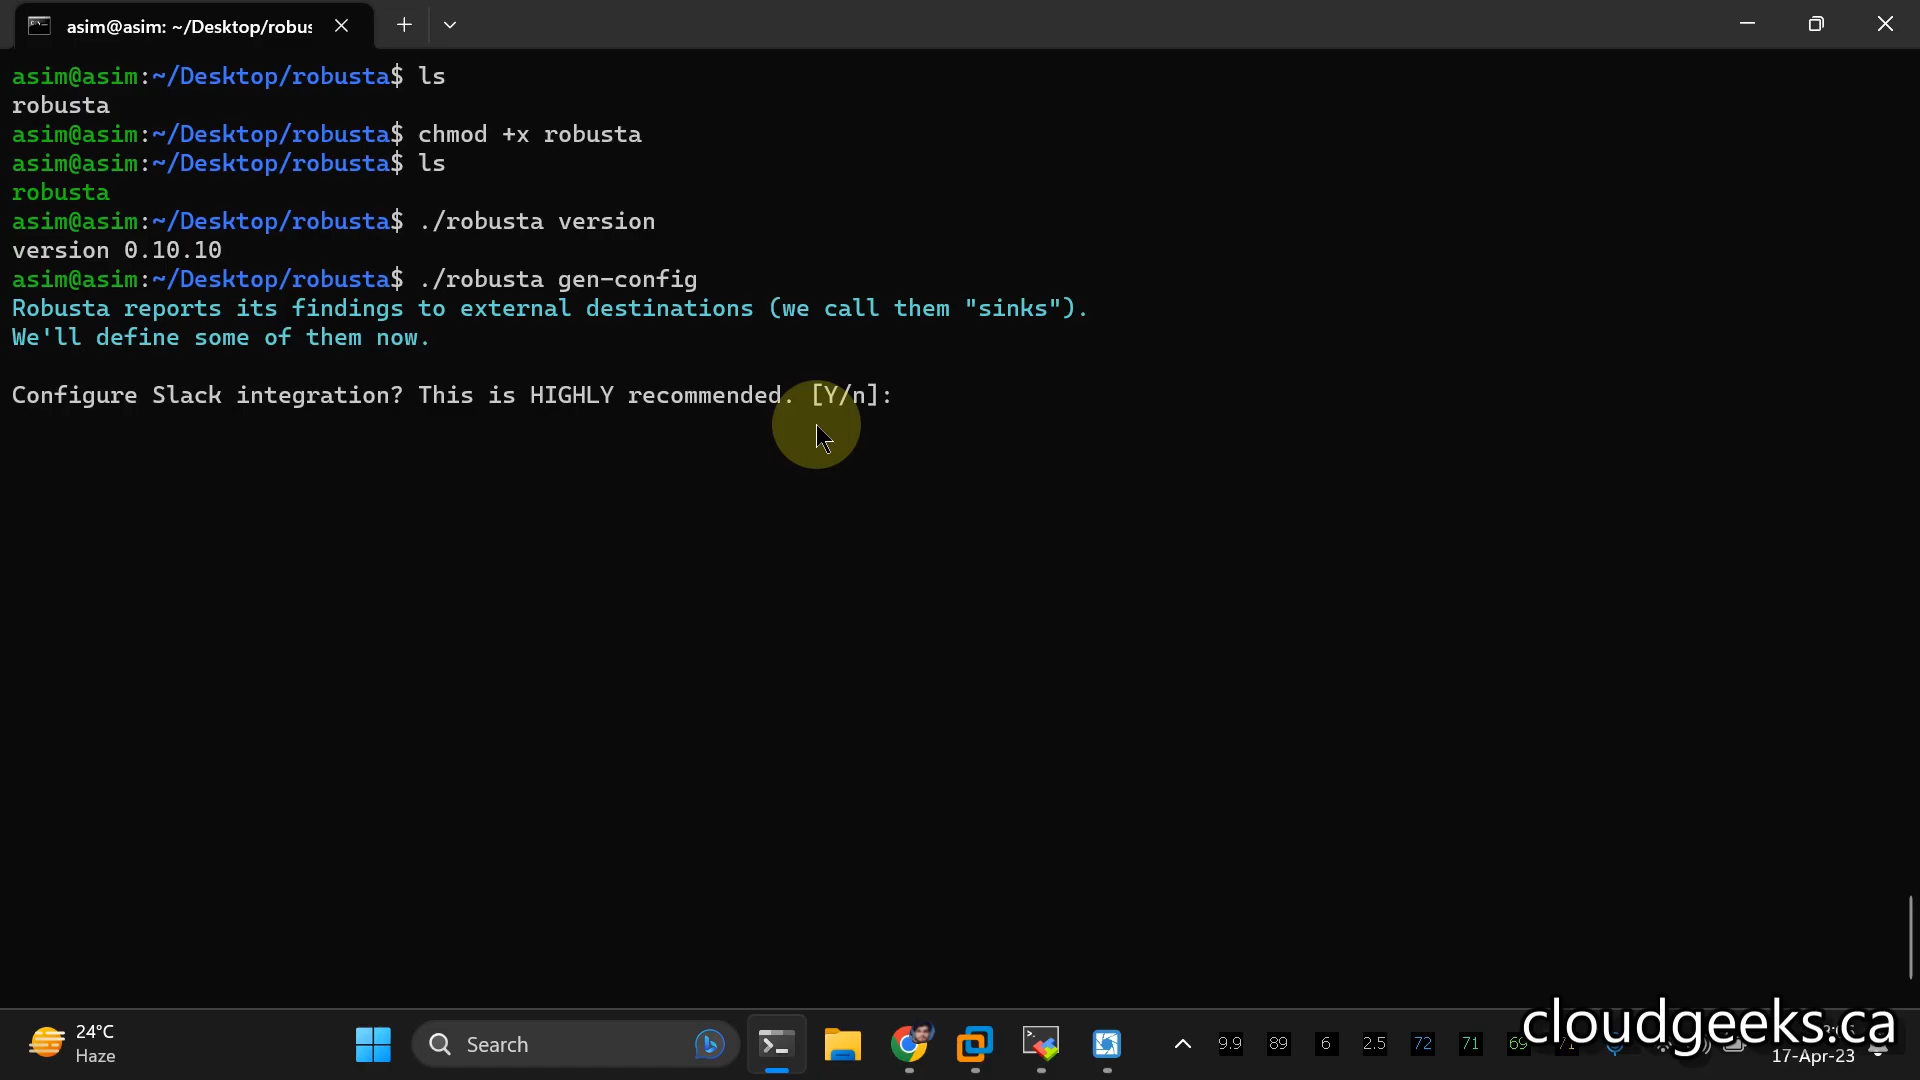 asim@asim: ~/Desktop/robus
asim@asim:~/Desktop/robusta$ ls
robusta
asim@asim:~/Desktop/robusta$ chmod +x robusta
asim@asim:~/Desktop/robusta$ ls
robusta
asim@asim:~/Desktop/robusta$ ./robusta version
version 0.10.10
asim@asim:~/Desktop/robusta$ ./robusta gen-config
Robusta reports its findings to external destinations (we call them "sinks").
We'll define some of them now.
Configure Slack integration? This is HIGHLY recommended. [Y/n]:
24°C
Haze
Search
9.9 89 6 2.5 72 71 69 71
cloudgeeks.ca
17-Apr-23